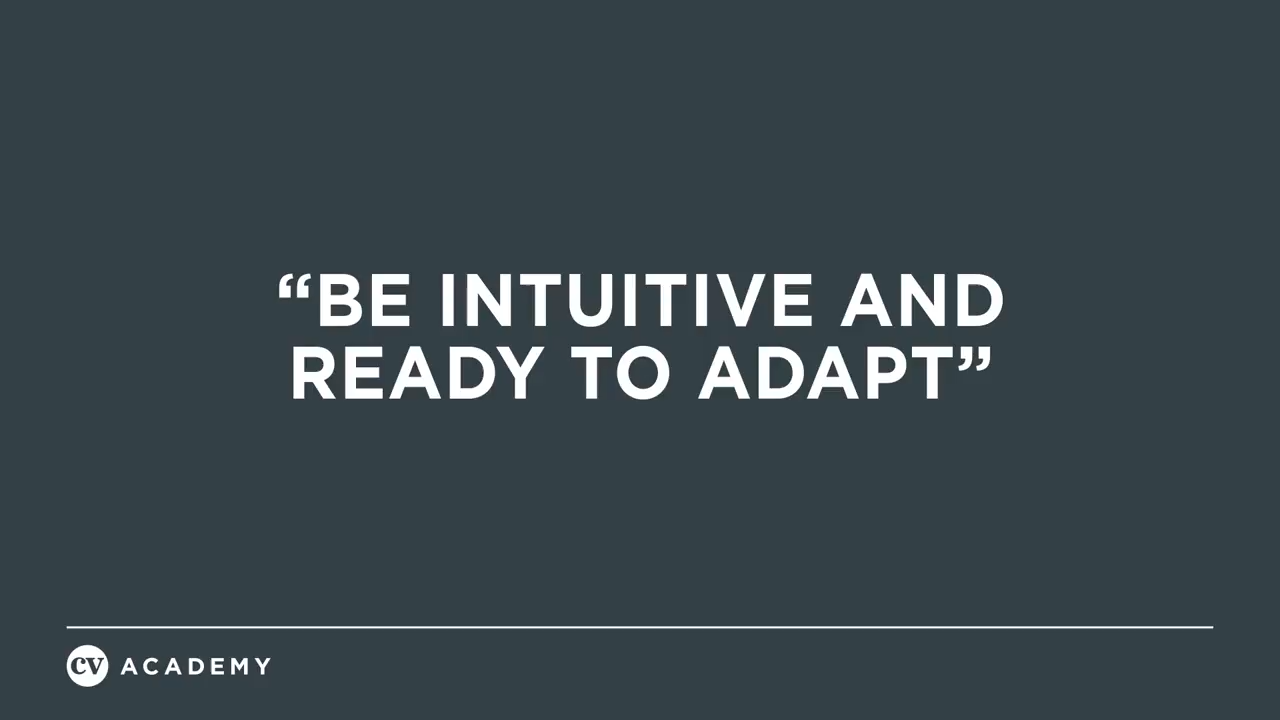 “BE INTUITIVE AND
READY TO ADAPT”
CV ACADEMY